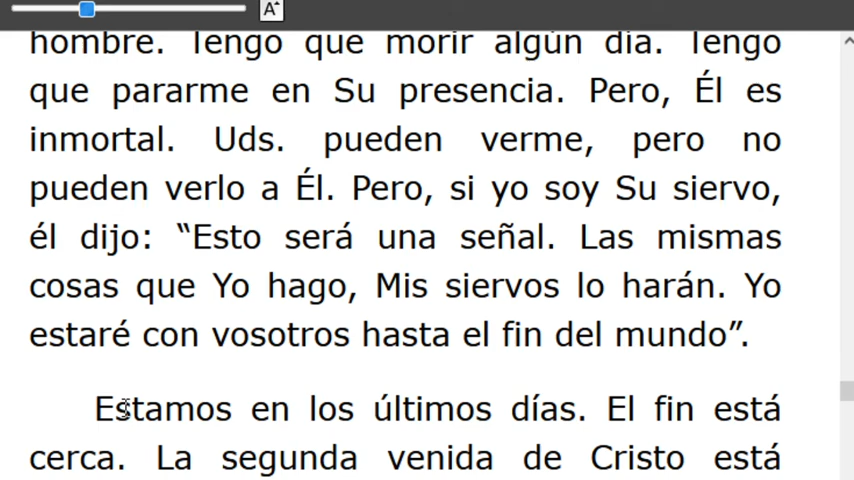 A
hombre. Tengo que morir algún día. Tengo
que pararme en Su presencia. Pero, Él es
inmortal. Uds. pueden verme, pero no
pueden verlo a Él. Pero, si yo soy Su siervo,
él dijo: “Esto será una señal. Las mismas
cosas que Yo hago, Mis siervos lo harán. Yo
estaré con vosotros hasta el fin del mundo”.
Estamos en los últimos días. El fin está
cerca. La segunda venida de Cristo está